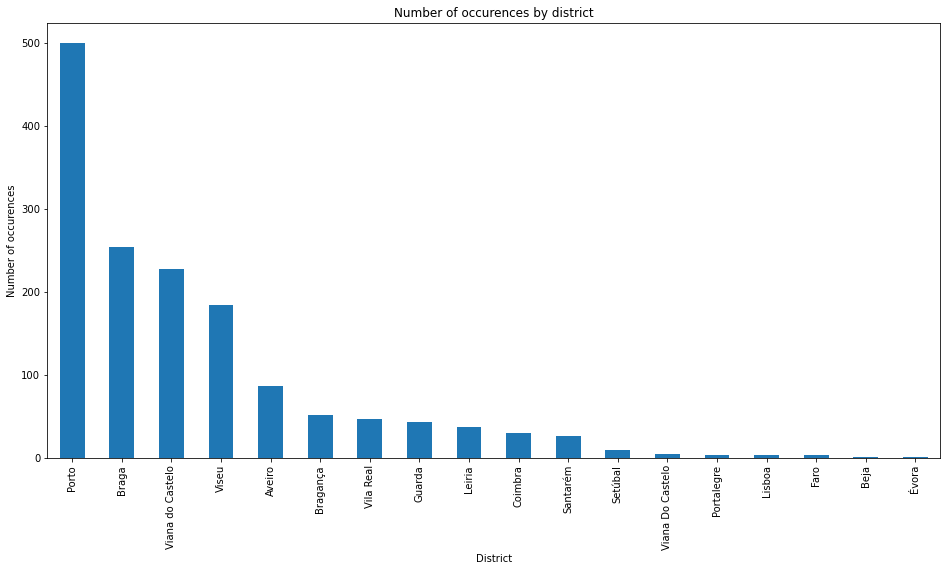 Number of occurences by district
Number of occurences
500
400
300
200
100
0
Porto
Braga
Viana do Castelo
Viseu
Aveiro
Bragança
Vila Real
Guarda
Leiria
Coimbra
Santarém
Setúbal
Viana Do Castelo
Portalegre
Lisboa
Faro
Beja
Évora
District